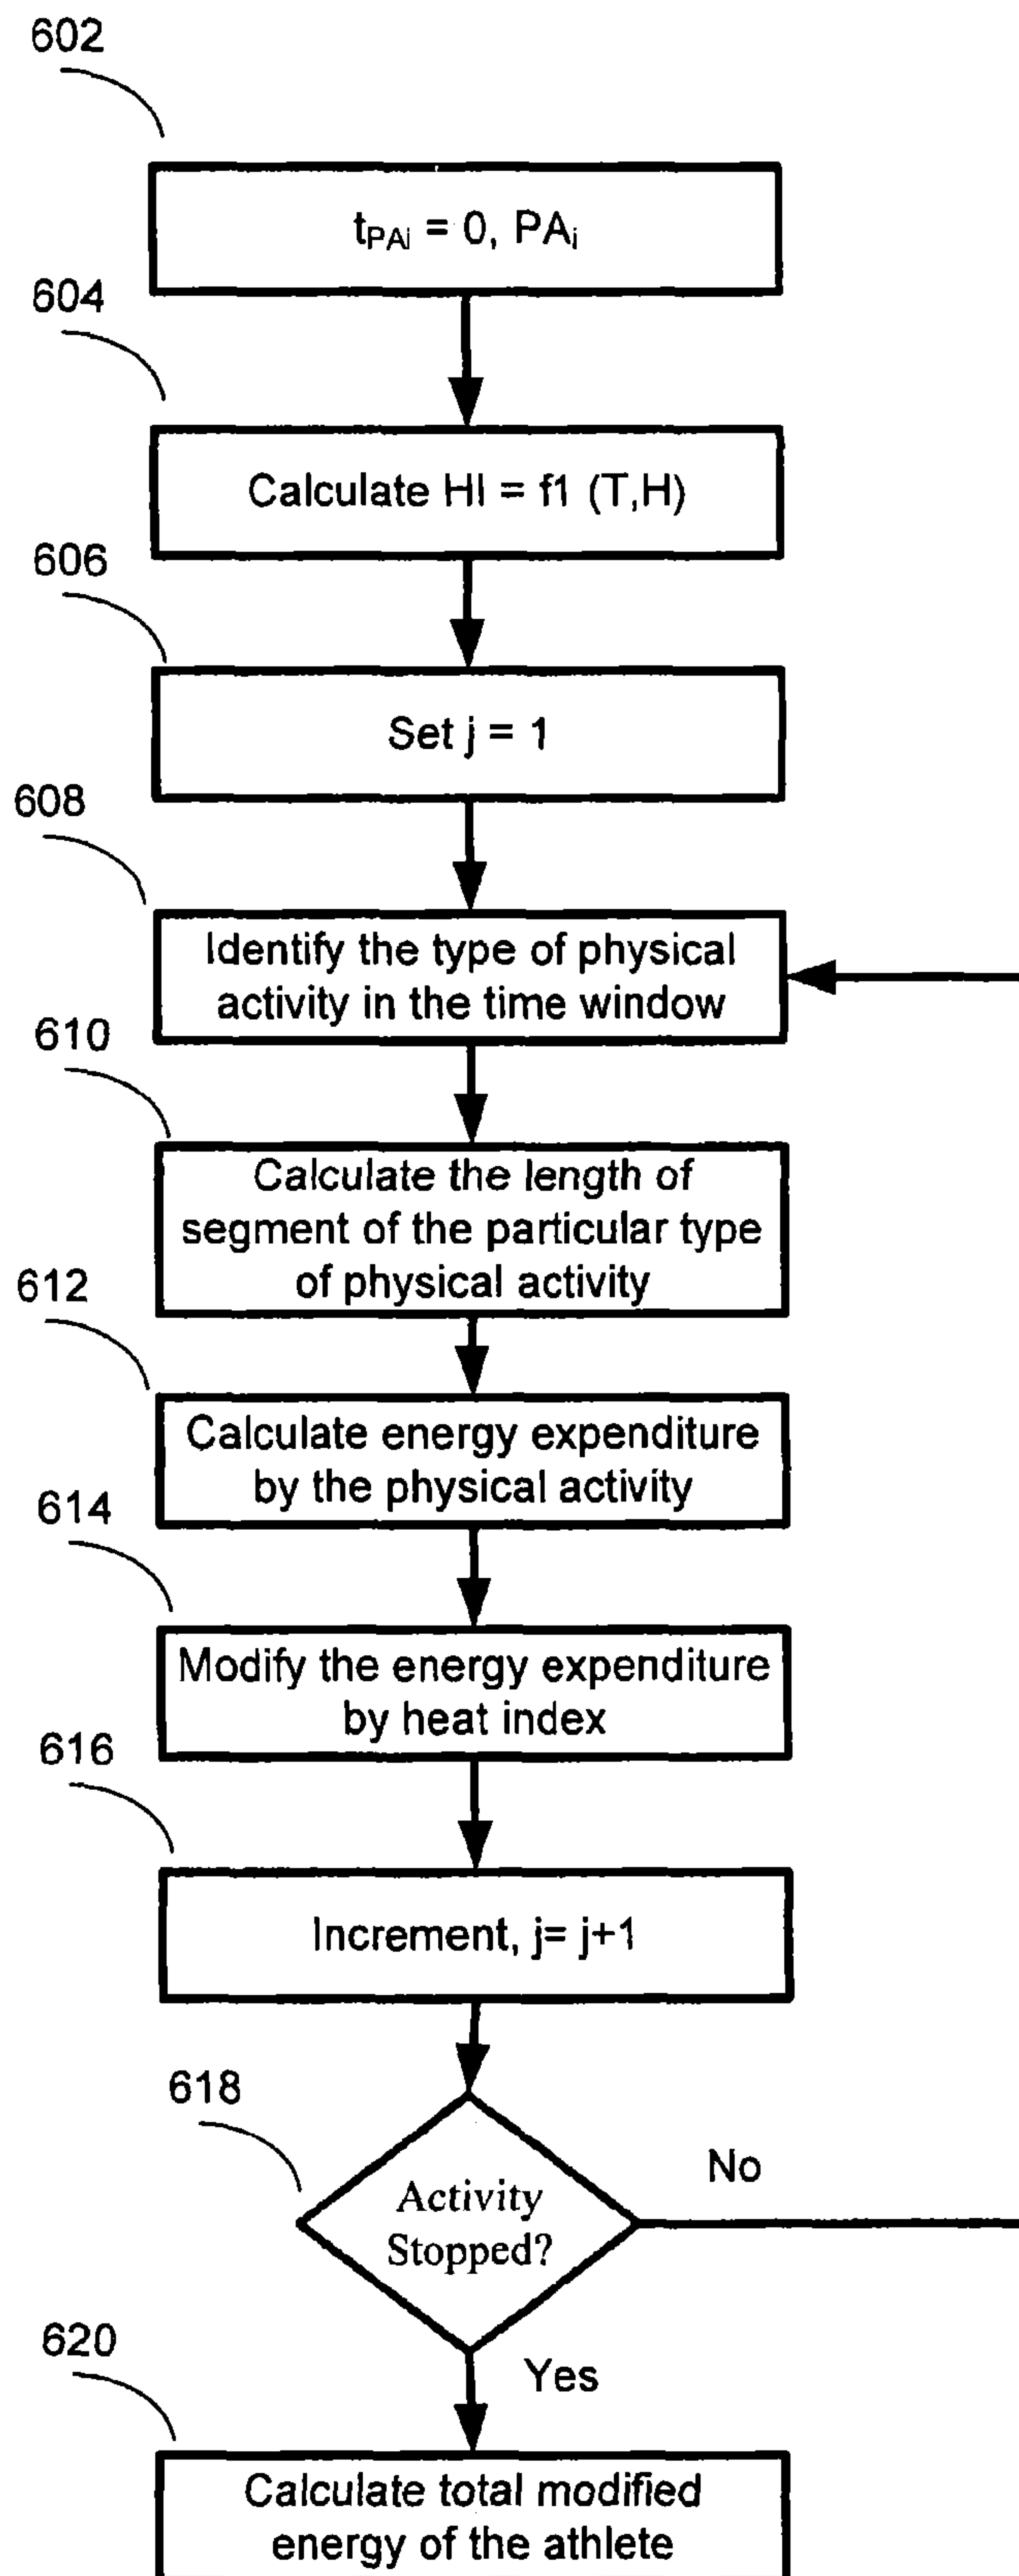 602
t_PAi = 0, PA_i
604
Calculate HI = f1 (T,H)
606
Set j = 1
608
Identify the type of physical
activity in the time window
610
Calculate the length of
segment of the particular type
of physical activity
612
Calculate energy expenditure
by the physical activity
614
Modify the energy expenditure
by heat index
616
Increment, j= j+1
618
Activity
Stopped?
No
Yes
620
Calculate total modified
energy of the athlete